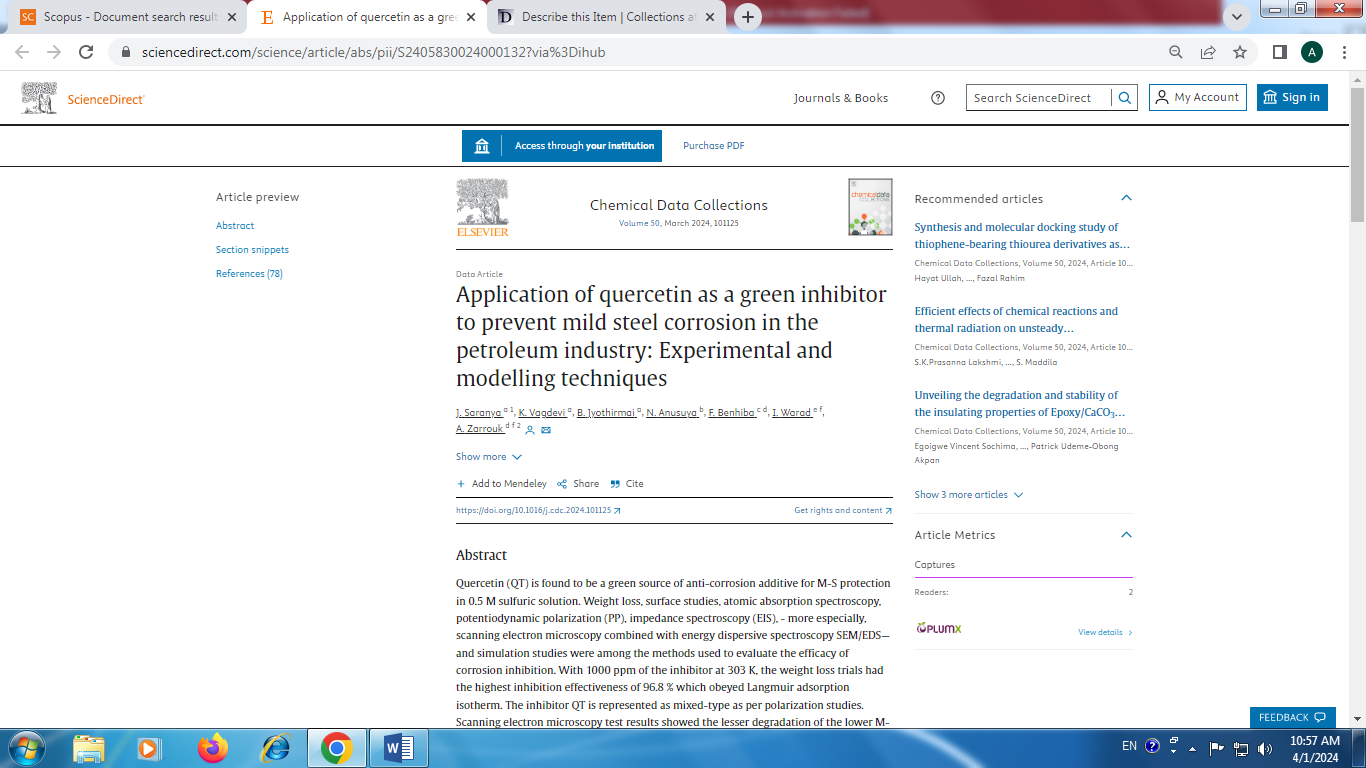 Scopus - Document search result
Application of quercetin as a gre
Describe this Item | Collections a
sciencedirect.com/science/article/abs/pii/S2405830024000132?via%3Dihub
A
ScienceDirect
Journals & Books
Search ScienceDirect
My Account
Sign in
Access through your institution
Purchase PDF
Article preview
Abstract
Section snippets
References (78)
ELSEVIER
Chemical Data Collections
Volume 50, March 2024, 101125
Data Article
Application of quercetin as a green inhibitor
to prevent mild steel corrosion in the
petroleum industry: Experimental and
modelling techniques
J. Saranya a 1, K. Vagdevi a, B. Jyothirmai a, N. Anusuya b, F. Benhiba c d, I. Warad e f,
A. Zarrouk d f 2
Show more
+ Add to Mendeley Share Cite
https://doi.org/10.1016/j.cdc.2024.101125
Get rights and content
Abstract
Quercetin (QT) is found to be a green source of anti-corrosion additive for M-S protection
in 0.5 M sulfuric solution. Weight loss, surface studies, atomic absorption spectroscopy,
potentiodynamic polarization (PP), impedance spectroscopy (EIS), - more especially,
scanning electron microscopy combined with energy dispersive spectroscopy SEM/EDS—
and simulation studies were among the methods used to evaluate the efficacy of
corrosion inhibition. With 1000 ppm of the inhibitor at 303 K, the weight loss trials had
the highest inhibition effectiveness of 96.8 % which obeyed Langmuir adsorption
isotherm. The inhibitor QT is represented as mixed-type as per polarization studies.
Scanning electron microscopy test results showed the lesser degradation of the lower M-
Recommended articles
Synthesis and molecular docking study of
thiophene-bearing thiourea derivatives as…
Chemical Data Collections, Volume 50, 2024, Article 10…
Hayat Ullah, …, Fazal Rahim
Efficient effects of chemical reactions and
thermal radiation on unsteady…
Chemical Data Collections, Volume 50, 2024, Article 10…
S.K.Prasanna Lakshmi, …, S. Maddila
Unveiling the degradation and stability of
the insulating properties of Epoxy/CaCO3…
Chemical Data Collections, Volume 50, 2024, Article 10…
Egoigwe Vincent Sochima, …, Patrick Udeme-Obong
Akpan
Show 3 more articles
Article Metrics
Captures
Readers: 2
PLUMX
View details
FEEDBACK
EN
10:57 AM
4/1/2024